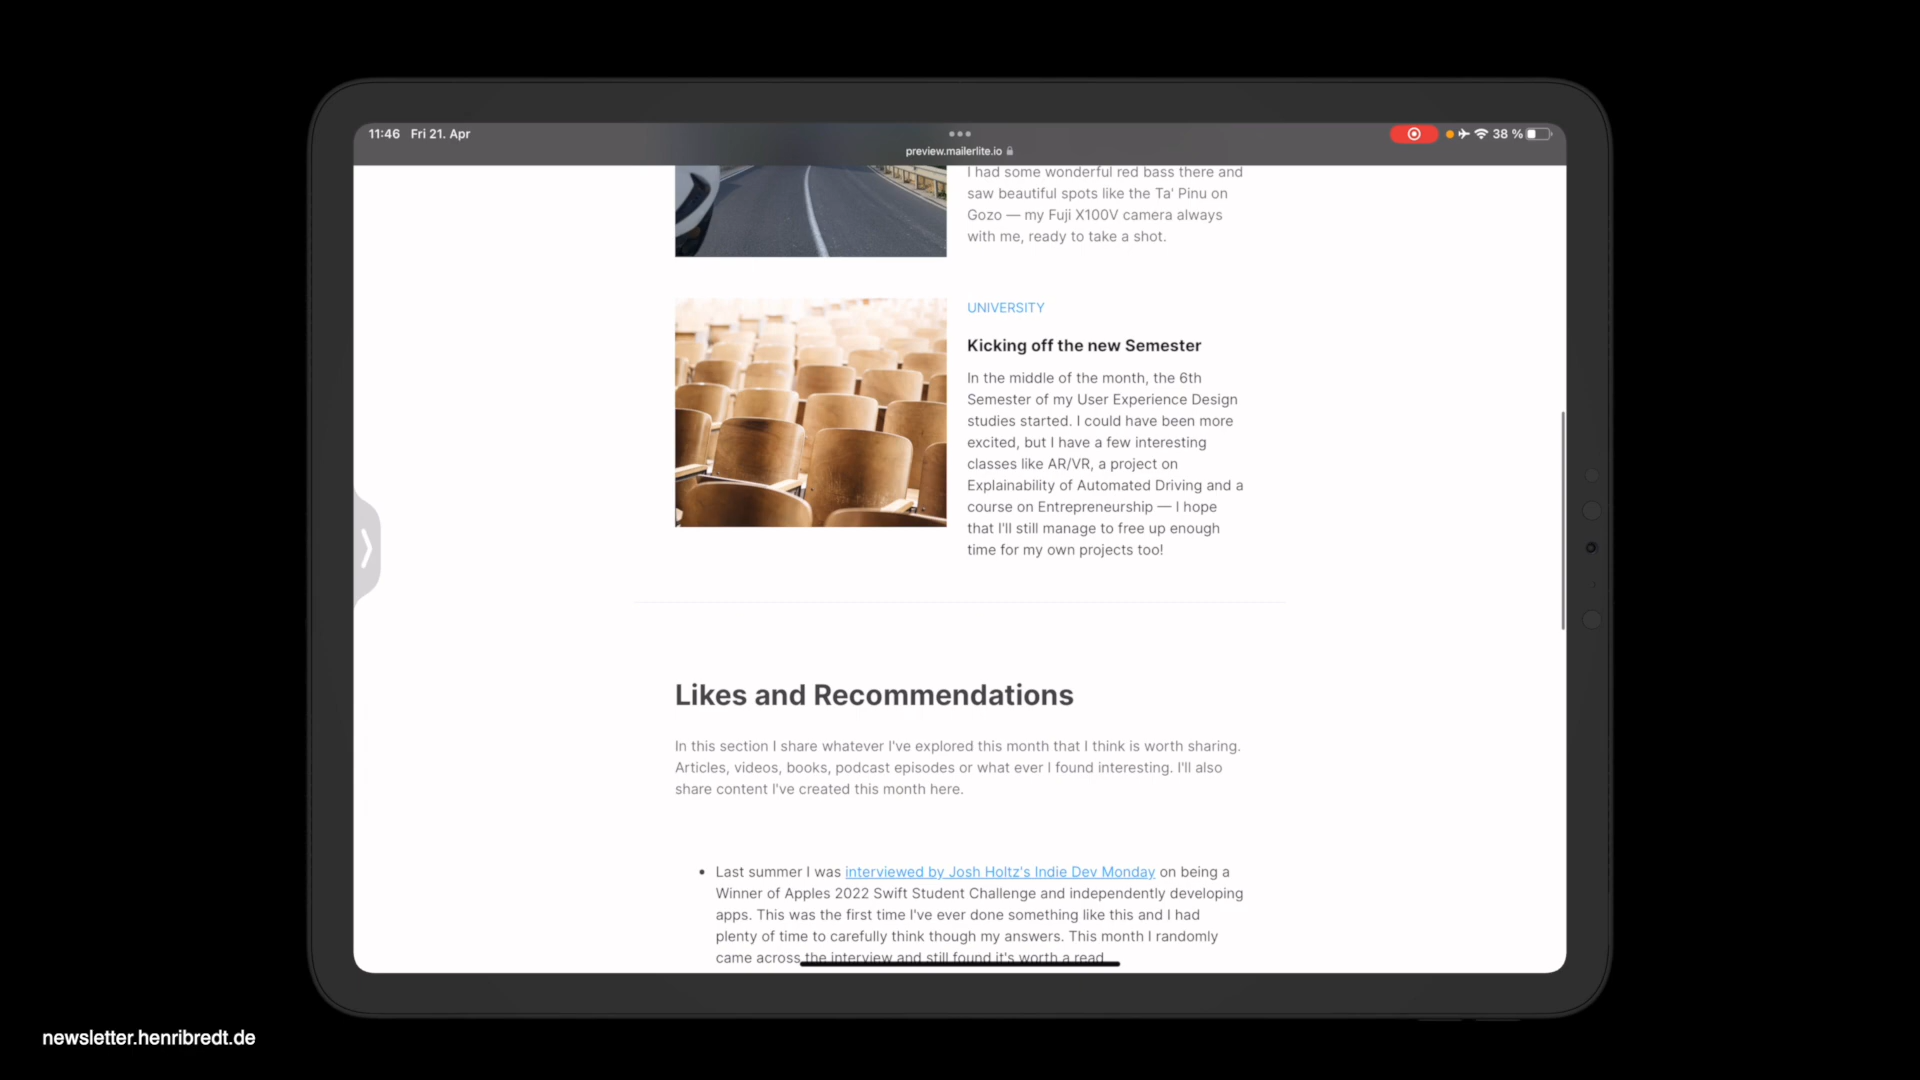 11:46 Fri 21. Apr
38 %
preview.mailerlite.io
I had some wonderful red bass there and
saw beautiful spots like the Ta' Pinu on
Gozo — my Fuji X100V camera always
with me, ready to take a shot.
UNIVERSITY
Kicking off the new Semester
In the middle of the month, the 6th
Semester of my User Experience Design
studies started. I could have been more
excited, but I have a few interesting
classes like AR/VR, a project on
Explainability of Automated Driving and a
course on Entrepreneurship — I hope
that I'll still manage to free up enough
time for my own projects too!
Likes and Recommendations
In this section I share whatever I've explored this month that I think is worth sharing.
Articles, videos, books, podcast episodes or what ever I found interesting. I'll also
share content I've created this month here.
• Last summer I was interviewed by Josh Holtz's Indie Dev Monday on being a
Winner of Apples 2022 Swift Student Challenge and independently developing
apps. This was the first time I've ever done something like this and I had
plenty of time to carefully think though my answers. This month I randomly
came across the interview and still found it's worth a read
newsletter.henribredt.de